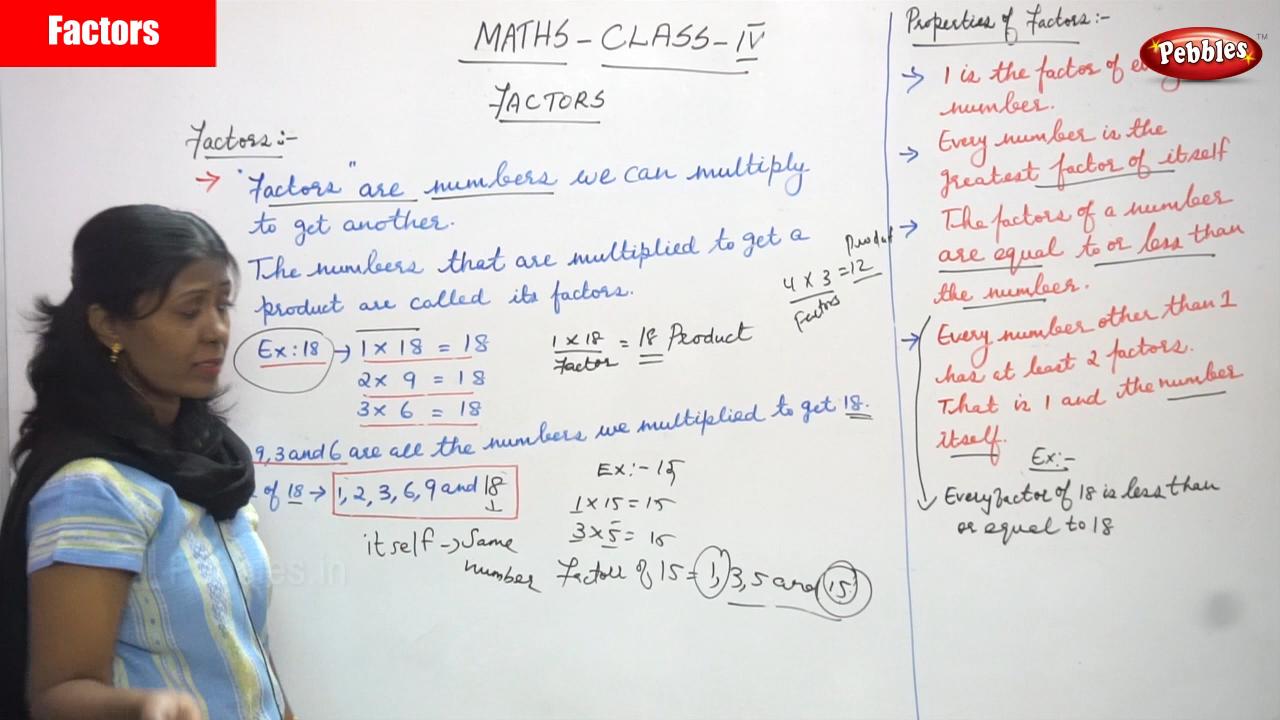 Factors
MATHS - CLASS - IV
FACTORS
Factors :-
→ "Factors" are numbers we can multiply
to get another.
The numbers that are multiplied to get a
product are called its factors.
4 x 3 = 12 Product
Factors
Ex: 18 → 1 x 18 = 18
2 x 9 = 18
3 x 6 = 18
1 x 18 = 18 Product
Factor
9, 3 and 6 are all the numbers we multiplied to get 18.
of 18 → 1, 2, 3, 6, 9 and 18
itself → Same
number
Ex:- 15
1 x 15 = 15
3 x 5 = 15
of 15 = 1, 3, 5 and 15
Properties of Factors :-
→ 1 is the factor of
number.
→ Every number is the
greatest factor of itself
→ The factors of a number
are equal to or less than
the number.
→ Every number other than 1
has at least 2 factors.
That is 1 and the number
itself.
Ex:-
Every factor of 18 is less than
or equal to 18
Pebbles TM